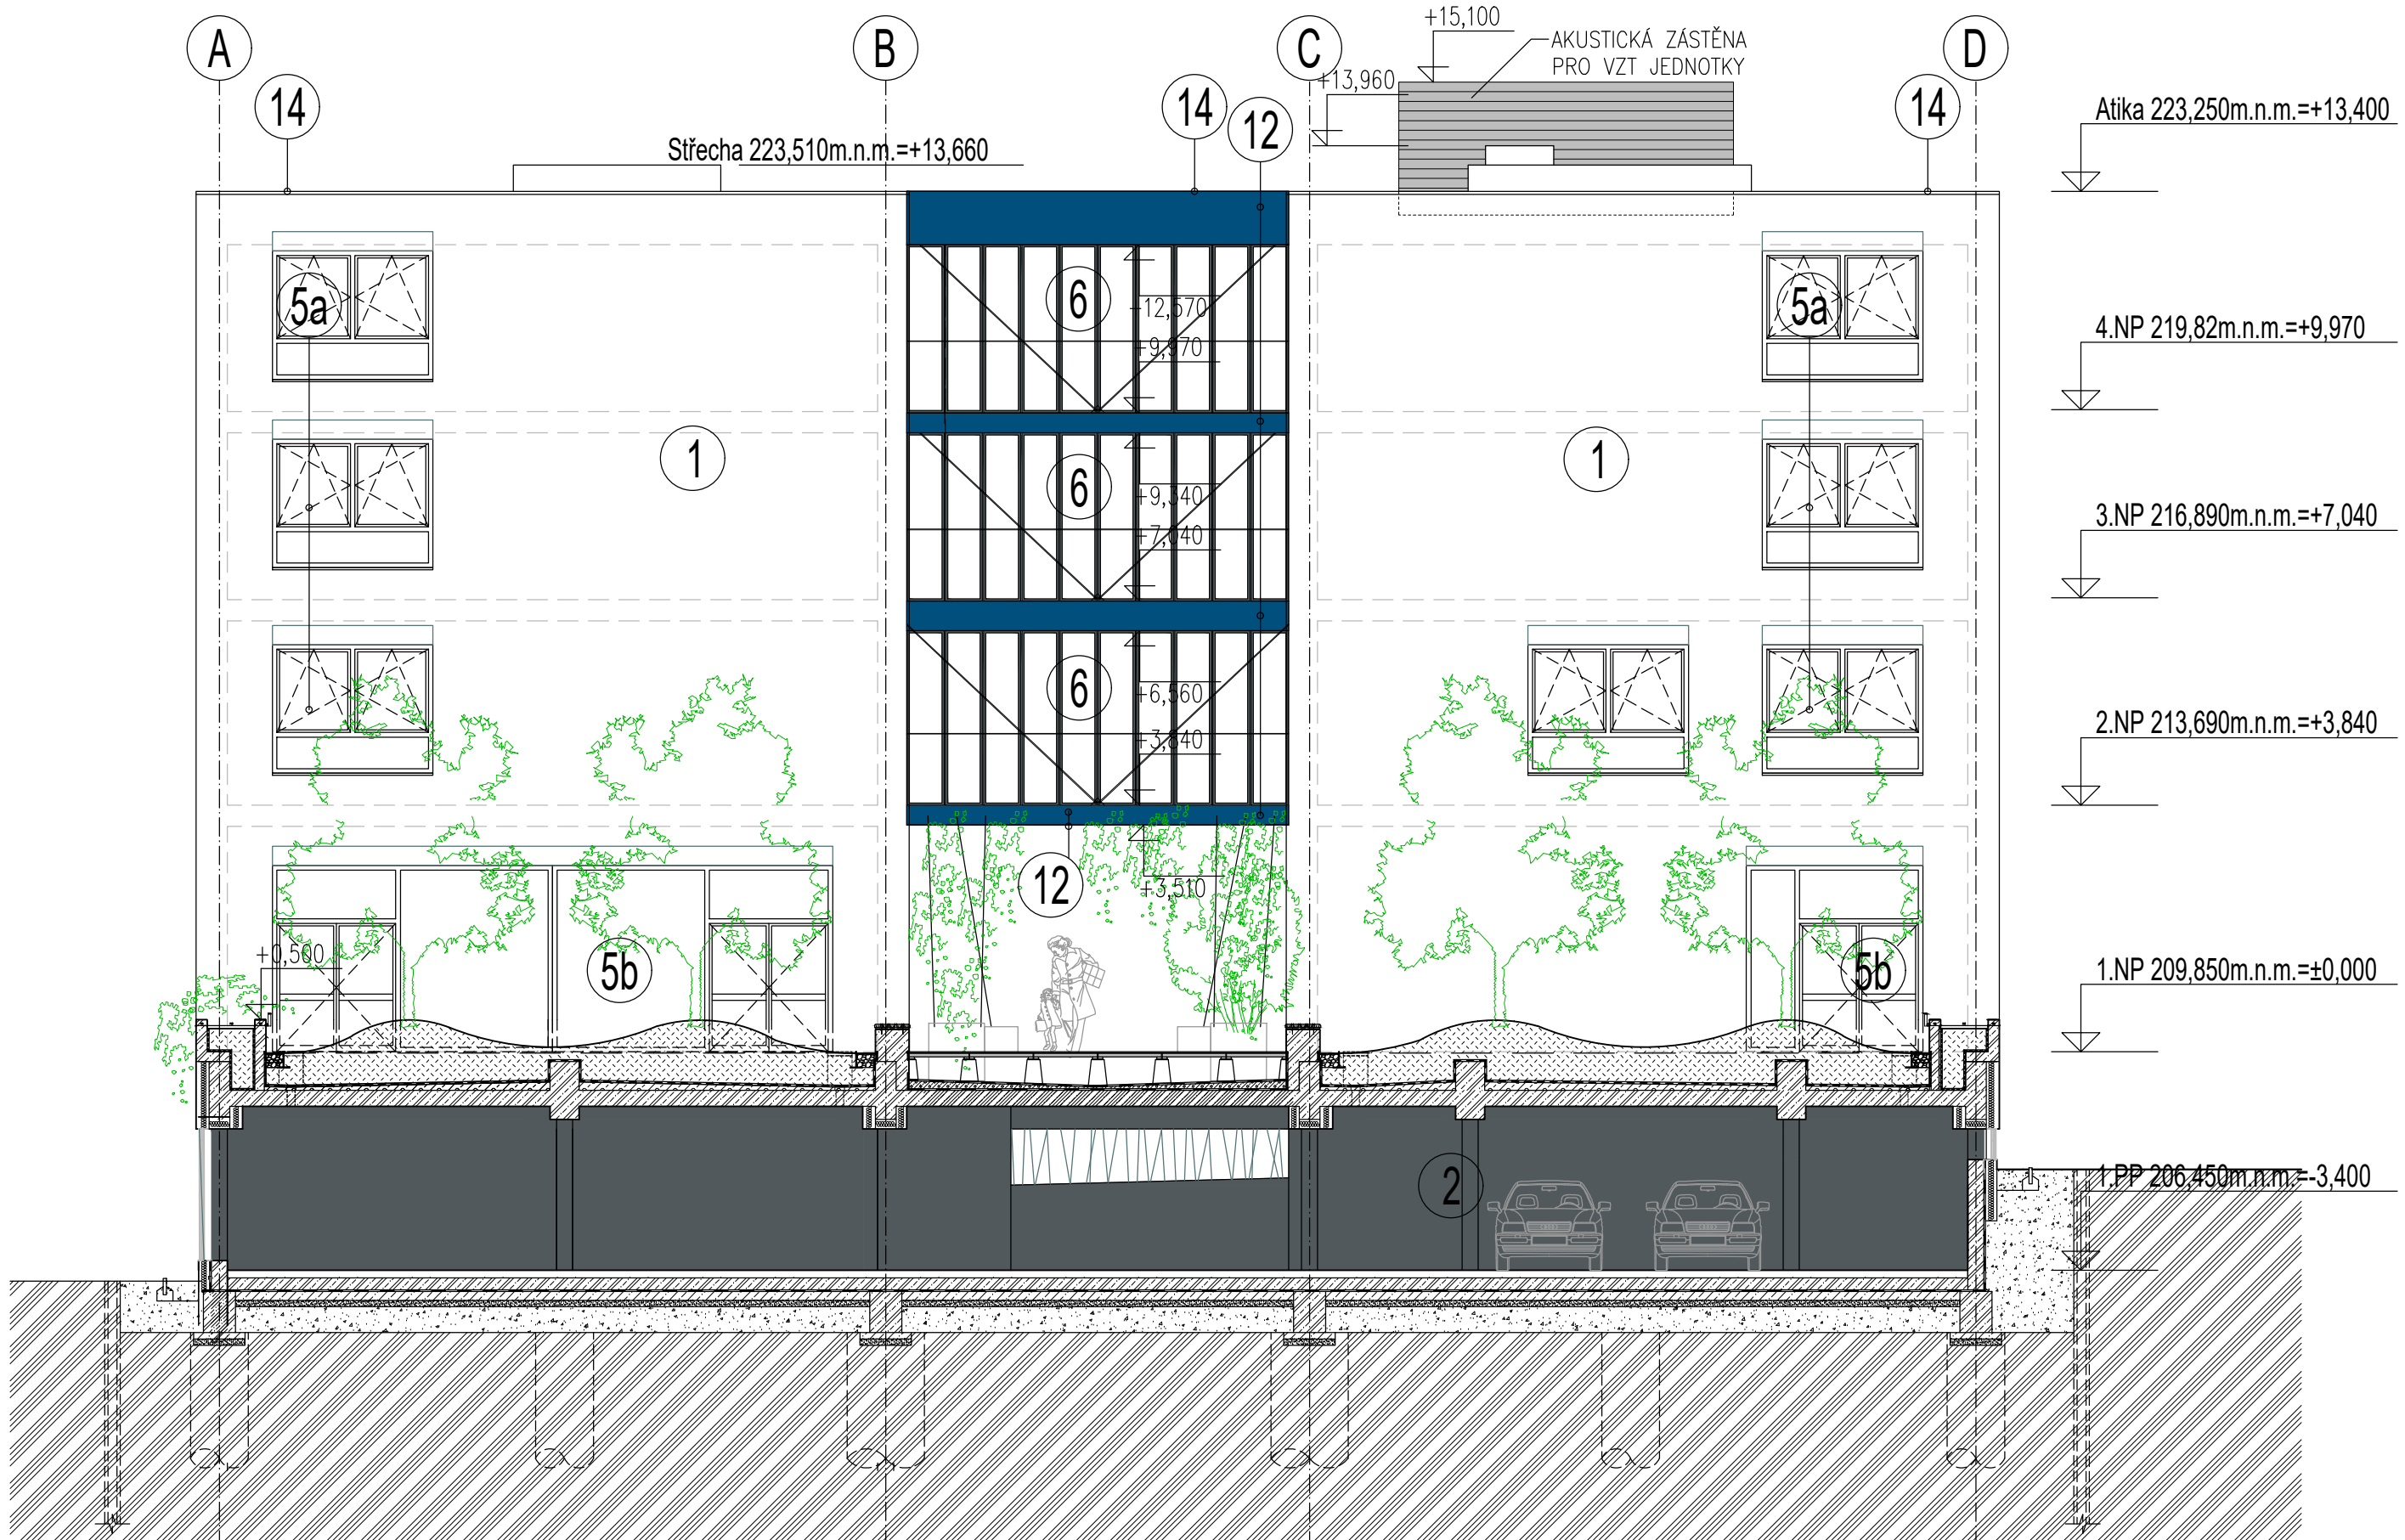 A
B
C
D
+15,100
AKUSTICKÁ ZÁSTĚNA
PRO VZT JEDNOTKY
+13,960
14
14
12
14
Atika 223,250m.n.m.=+13,400
Střecha 223,510m.n.m.=+13,660
5a
6
+12,570
5a
+9,970
4.NP 219,82m.n.m.=+9,970
1
1
6
+9,340
+7,040
3.NP 216,890m.n.m.=+7,040
6
+6,560
+3,840
2.NP 213,690m.n.m.=+3,840
12
+3,510
+0,560
5b
5b
1.NP 209,850m.n.m.=±0,000
2
1.PP 206,450m.n.m.=-3,400